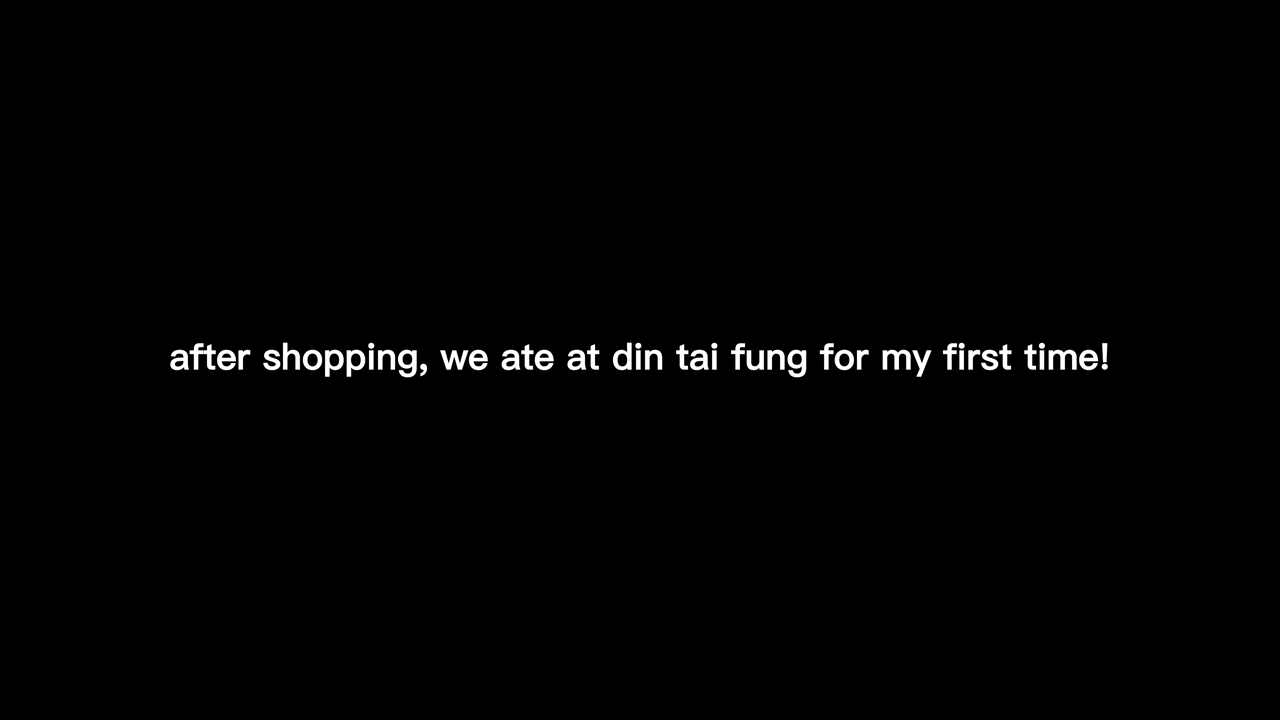 after shopping, we ate at din tai fung for my first time!